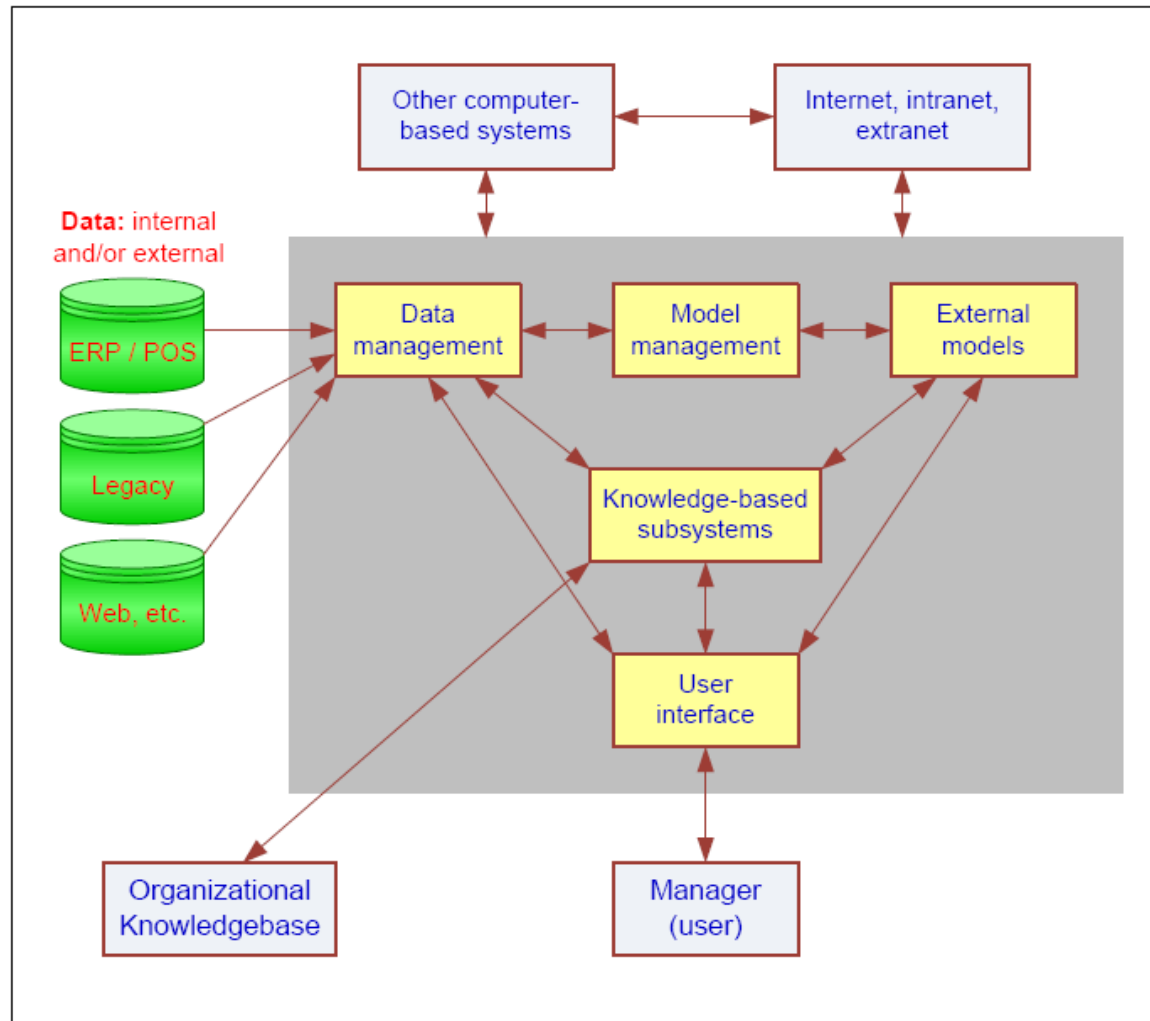 Other computer-
based systems
Internet, intranet,
extranet
Data: internal
and/or external
ERP / POS
Legacy
Web, etc.
Data
management
Model
management
External
models
Knowledge-based
subsystems
User
interface
Organizational
Knowledgebase
Manager
(user)